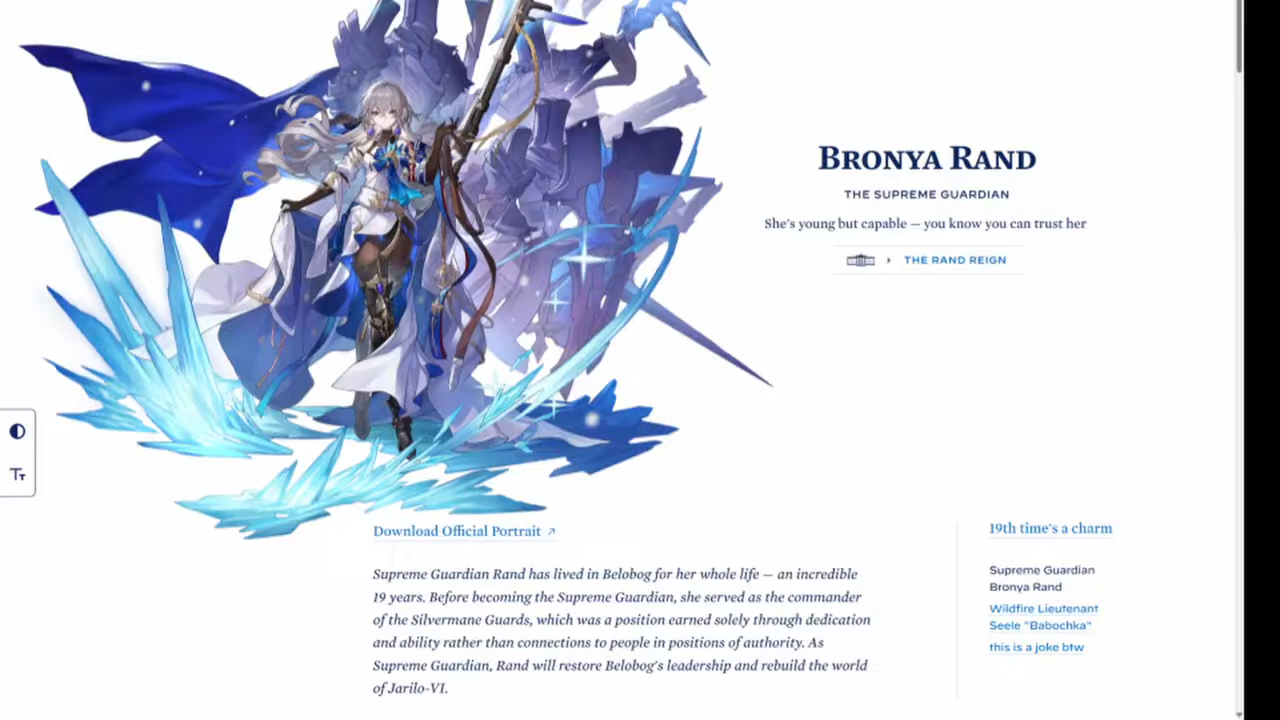 Bronya Rand
THE SUPREME GUARDIAN
She's young but capable — you know you can trust her
THE RAND REIGN
Tт
Download Official Portrait ↗
Supreme Guardian Rand has lived in Belobog for her whole life — an incredible
19 years. Before becoming the Supreme Guardian, she served as the commander
of the Silvermane Guards, which was a position earned solely through dedication
and ability rather than connections to people in positions of authority. As
Supreme Guardian, Rand will restore Belobog's leadership and rebuild the world
of Jarilo-VI.
19th time's a charm
Supreme Guardian
Bronya Rand
Wildfire Lieutenant
Seele "Babochka"
this is a joke btw